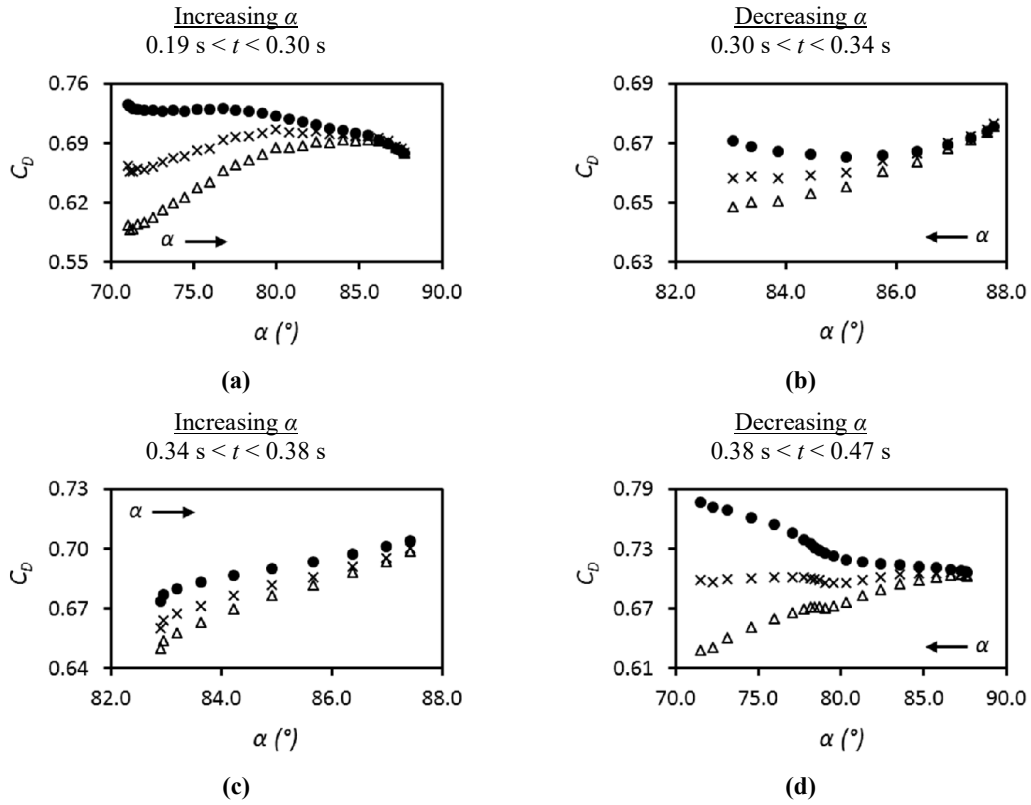 Increasing α
0.19 s < t < 0.30 s
0.76
0.69
0.62
0.55
C_D
α
70.0 75.0 80.0 85.0 90.0
α (°)
(a)
Decreasing α
0.30 s < t < 0.34 s
0.69
0.67
0.65
0.63
C_D
α
82.0 84.0 86.0 88.0
α (°)
(b)
Increasing α
0.34 s < t < 0.38 s
0.73
0.70
0.67
0.64
C_D
α
82.0 84.0 86.0 88.0
α (°)
(c)
Decreasing α
0.38 s < t < 0.47 s
0.79
0.73
0.67
0.61
C_D
α
70.0 75.0 80.0 85.0 90.0
α (°)
(d)